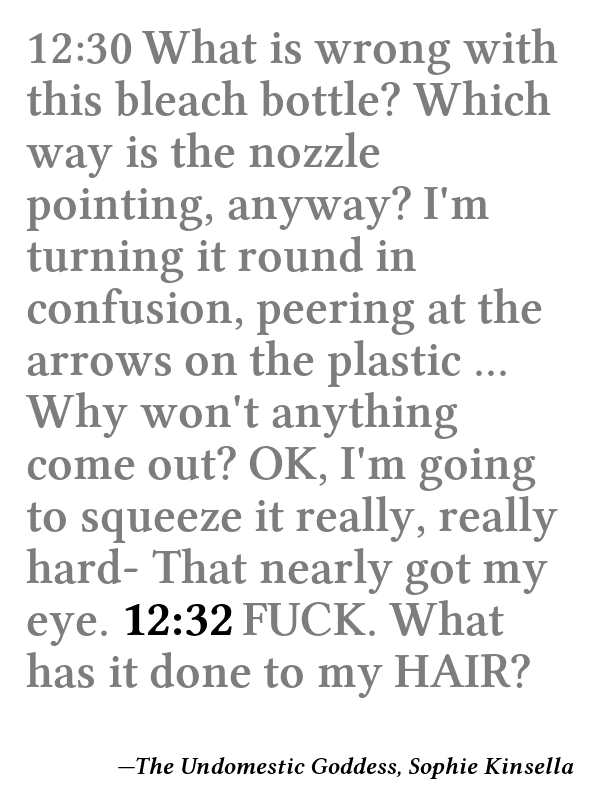 12:30 What is wrong with
this bleach bottle? Which
way is the nozzle
pointing, anyway? I'm
turning it round in
confusion, peering at the
arrows on the plastic ...
Why won't anything
come out? OK, I'm going
to squeeze it really, really
hard- That nearly got my
eye. 12:32 FUCK. What
has it done to my HAIR?
—The Undomestic Goddess, Sophie Kinsella